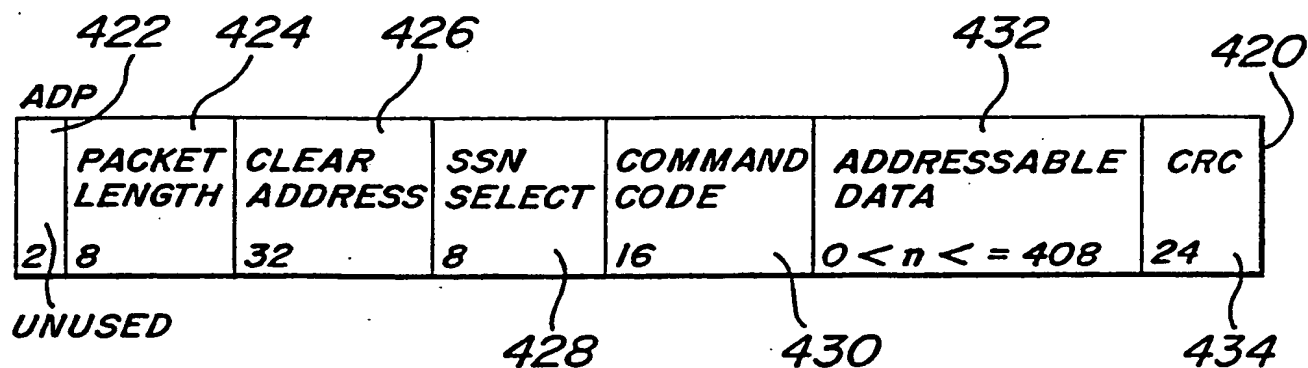 422 424 426 432 420
ADP
PACKET LENGTH CLEAR ADDRESS SSN SELECT COMMAND CODE ADDRESSABLE DATA CRC
2 8 32 8 16 0 < n < = 408 24
UNUSED
428 430 434